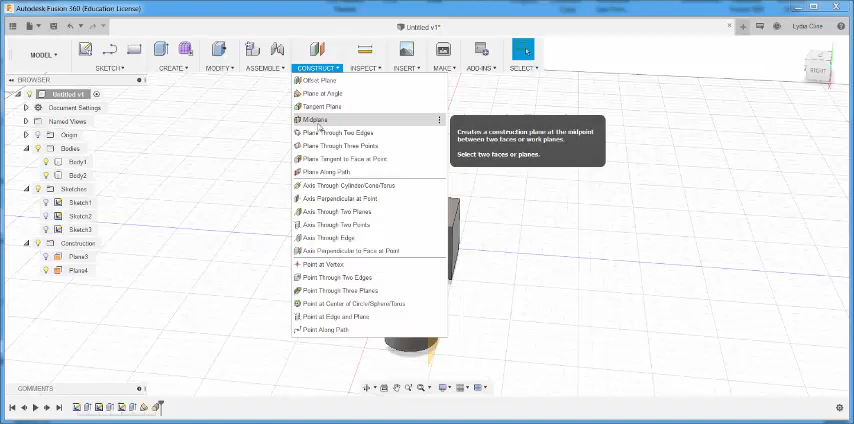 Autodesk Fusion 360 (Education License)
Untitled v1*
Lydia Cline
MODEL
SKETCH
CREATE
MODIFY
ASSEMBLE
CONSTRUCT
INSPECT
INSERT
MAKE
ADD-INS
SELECT
BROWSER
Untitled v1
Document Settings
Named Views
Origin
Bodies
Body1
Body2
Sketches
Sketch1
Sketch2
Sketch3
Construction
Plane3
Plane4
Offset Plane
Plane at Angle
Tangent Plane
Midplane
Plane Through Two Edges
Plane Through Three Points
Plane Tangent to Face at Point
Plane Along Path
Axis Through Cylinder/Cone/Torus
Axis Perpendicular at Point
Axis Through Two Planes
Axis Through Two Points
Axis Through Edge
Axis Perpendicular to Face at Point
Point at Vertex
Point Through Two Edges
Point Through Three Planes
Point at Center of Circle/Sphere/Torus
Point at Edge and Plane
Point Along Path
Creates a construction plane at the midpoint
between two faces or work planes.
Select two faces or planes.
RIGHT
COMMENTS